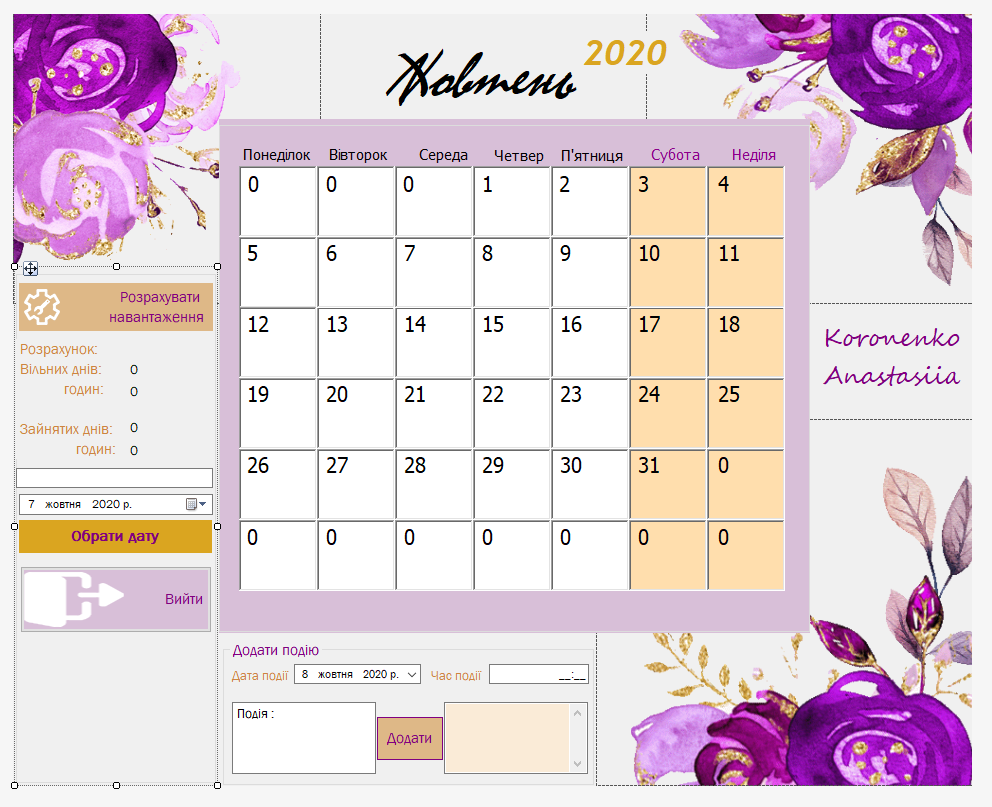 Жовтень 2020
Понеділок Вівторок Середа Четвер П'ятниця Субота Неділя
0 0 0 1 2 3 4
5 6 7 8 9 10 11
12 13 14 15 16 17 18
19 20 21 22 23 24 25
26 27 28 29 30 31 0
0 0 0 0 0 0 0
Розрахувати
навантаження
Розрахунок:
Вільних днів: 0
годин: 0
Зайнятих днів: 0
годин: 0
7 жовтня 2020 р.
Обрати дату
Вийти
Koronenko
Anastasiia
Додати подію
Дата події 8 жовтня 2020 р. Час події __:__
Подія :
Додати